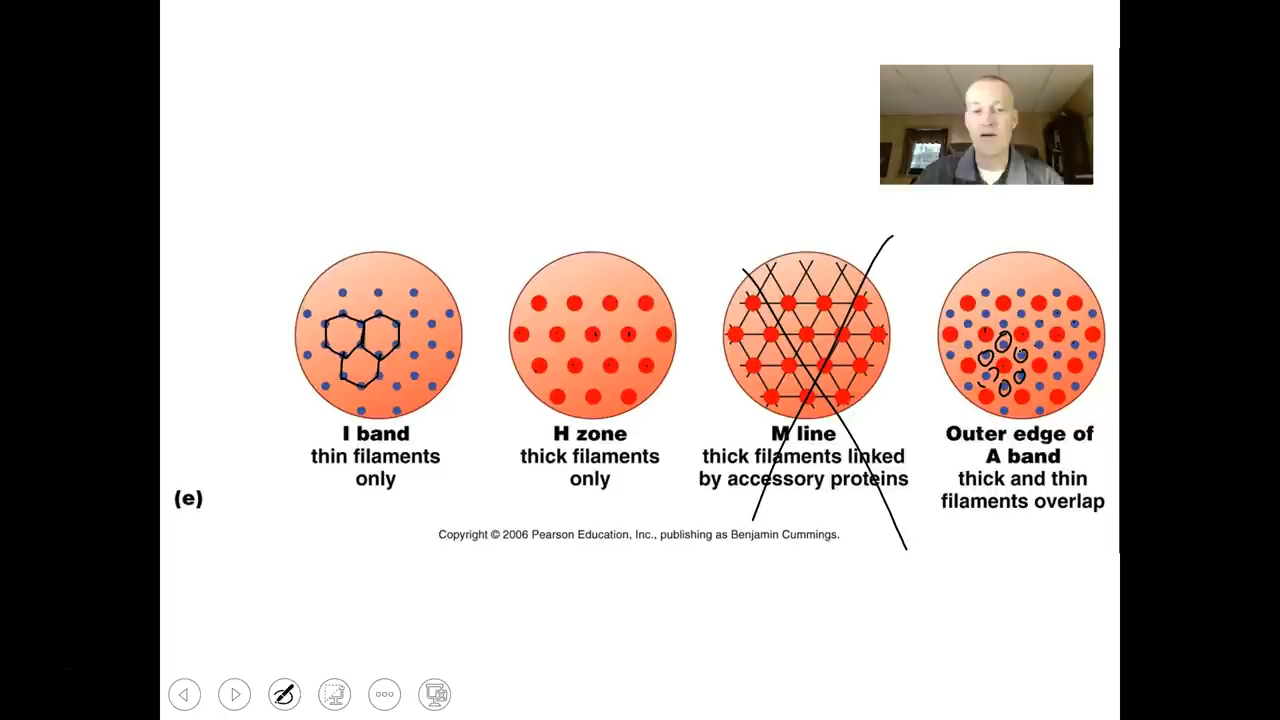 I band
thin filaments
only
H zone
thick filaments
only
M line
thick filaments linked
by accessory proteins
Outer edge of
A band
thick and thin
filaments overlap
(e)
Copyright © 2006 Pearson Education, Inc., publishing as Benjamin Cummings.